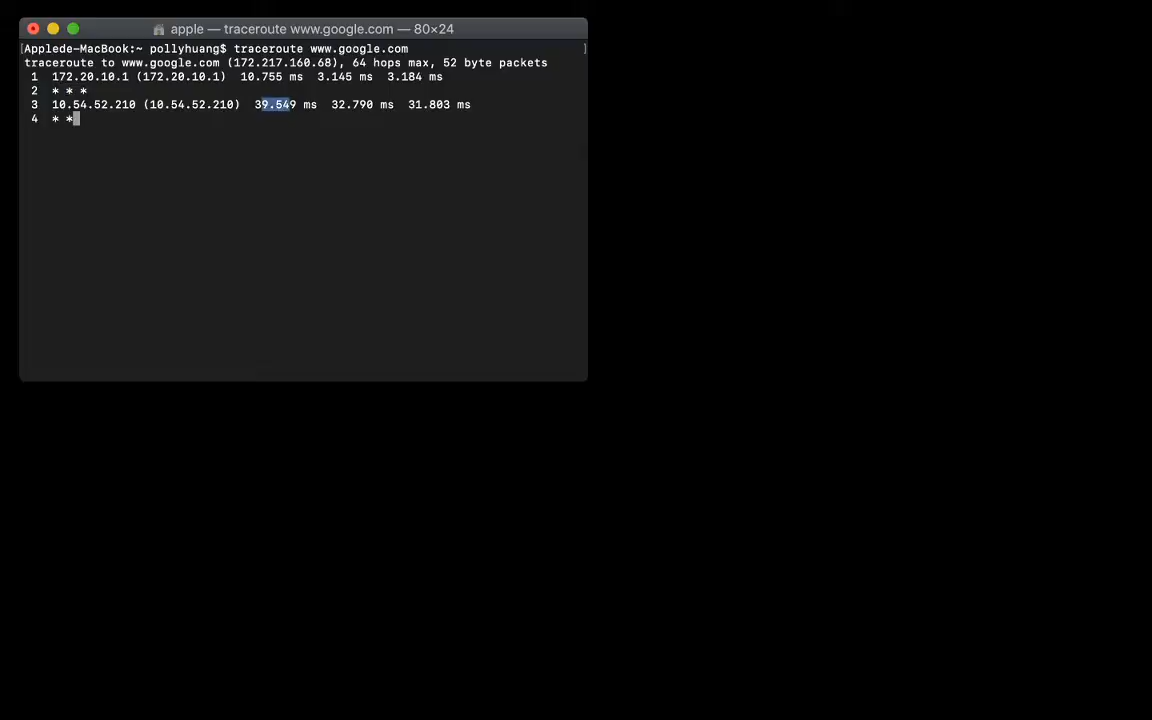 apple — traceroute www.google.com — 80×24
[Applede-MacBook:~ pollyhuang$ traceroute www.google.com ]
traceroute to www.google.com (172.217.160.68), 64 hops max, 52 byte packets
1 172.20.10.1 (172.20.10.1) 10.755 ms 3.145 ms 3.184 ms
2 * * *
3 10.54.52.210 (10.54.52.210) 39.549 ms 32.790 ms 31.803 ms
4 * *